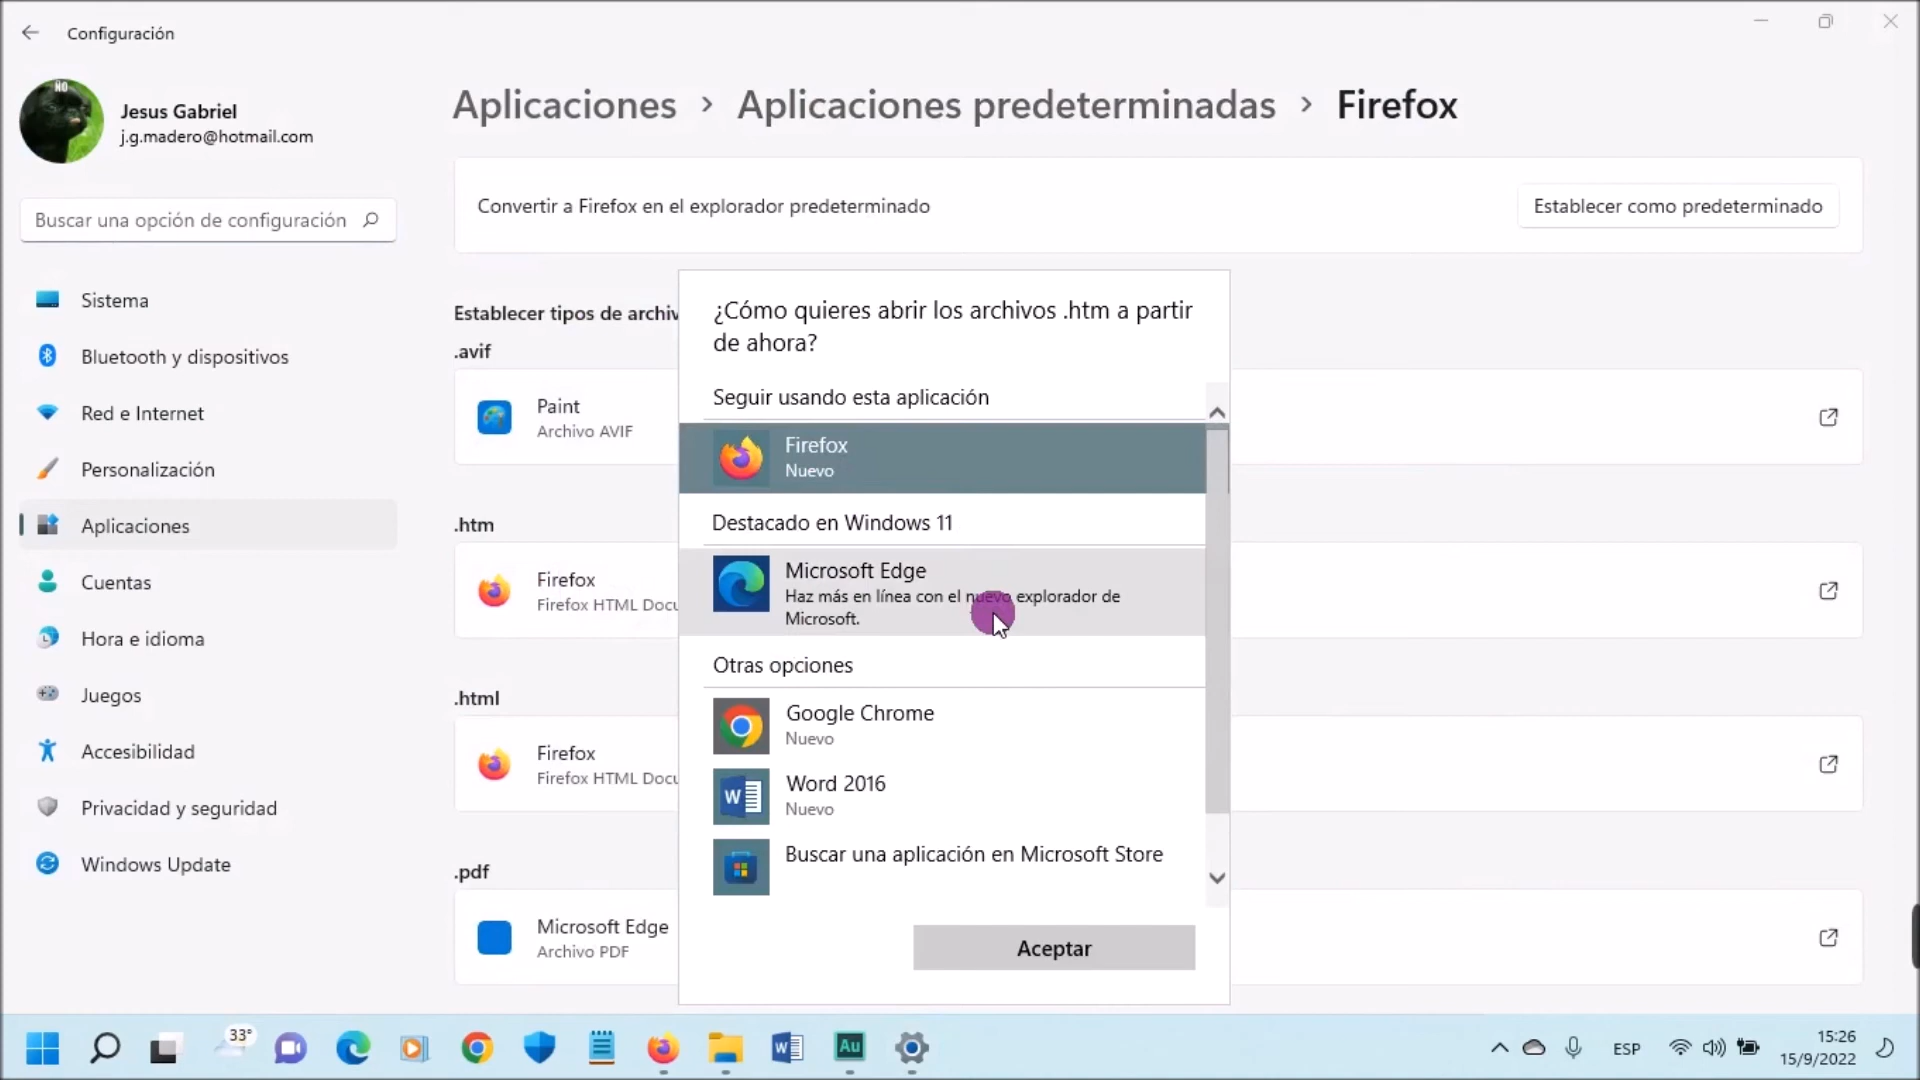 Configuración
Jesus Gabriel
j.g.madero@hotmail.com
Buscar una opción de configuración
Sistema
Bluetooth y dispositivos
Red e Internet
Personalización
Aplicaciones
Cuentas
Hora e idioma
Juegos
Accesibilidad
Privacidad y seguridad
Windows Update
Aplicaciones > Aplicaciones predeterminadas > Firefox
Convertir a Firefox en el explorador predeterminado
Establecer como predeterminado
Establecer tipos de archiv
.avif
Paint
Archivo AVIF
.htm
Firefox
Firefox HTML Docu
.html
Firefox
Firefox HTML Docu
.pdf
Microsoft Edge
Archivo PDF
¿Cómo quieres abrir los archivos .htm a partir
de ahora?
Seguir usando esta aplicación
Firefox
Nuevo
Destacado en Windows 11
Microsoft Edge
Haz más en línea con el nuevo explorador de
Microsoft.
Otras opciones
Google Chrome
Nuevo
Word 2016
Nuevo
Buscar una aplicación en Microsoft Store
Aceptar
33°
Au
ESP
15:26
15/9/2022
NO
W
W